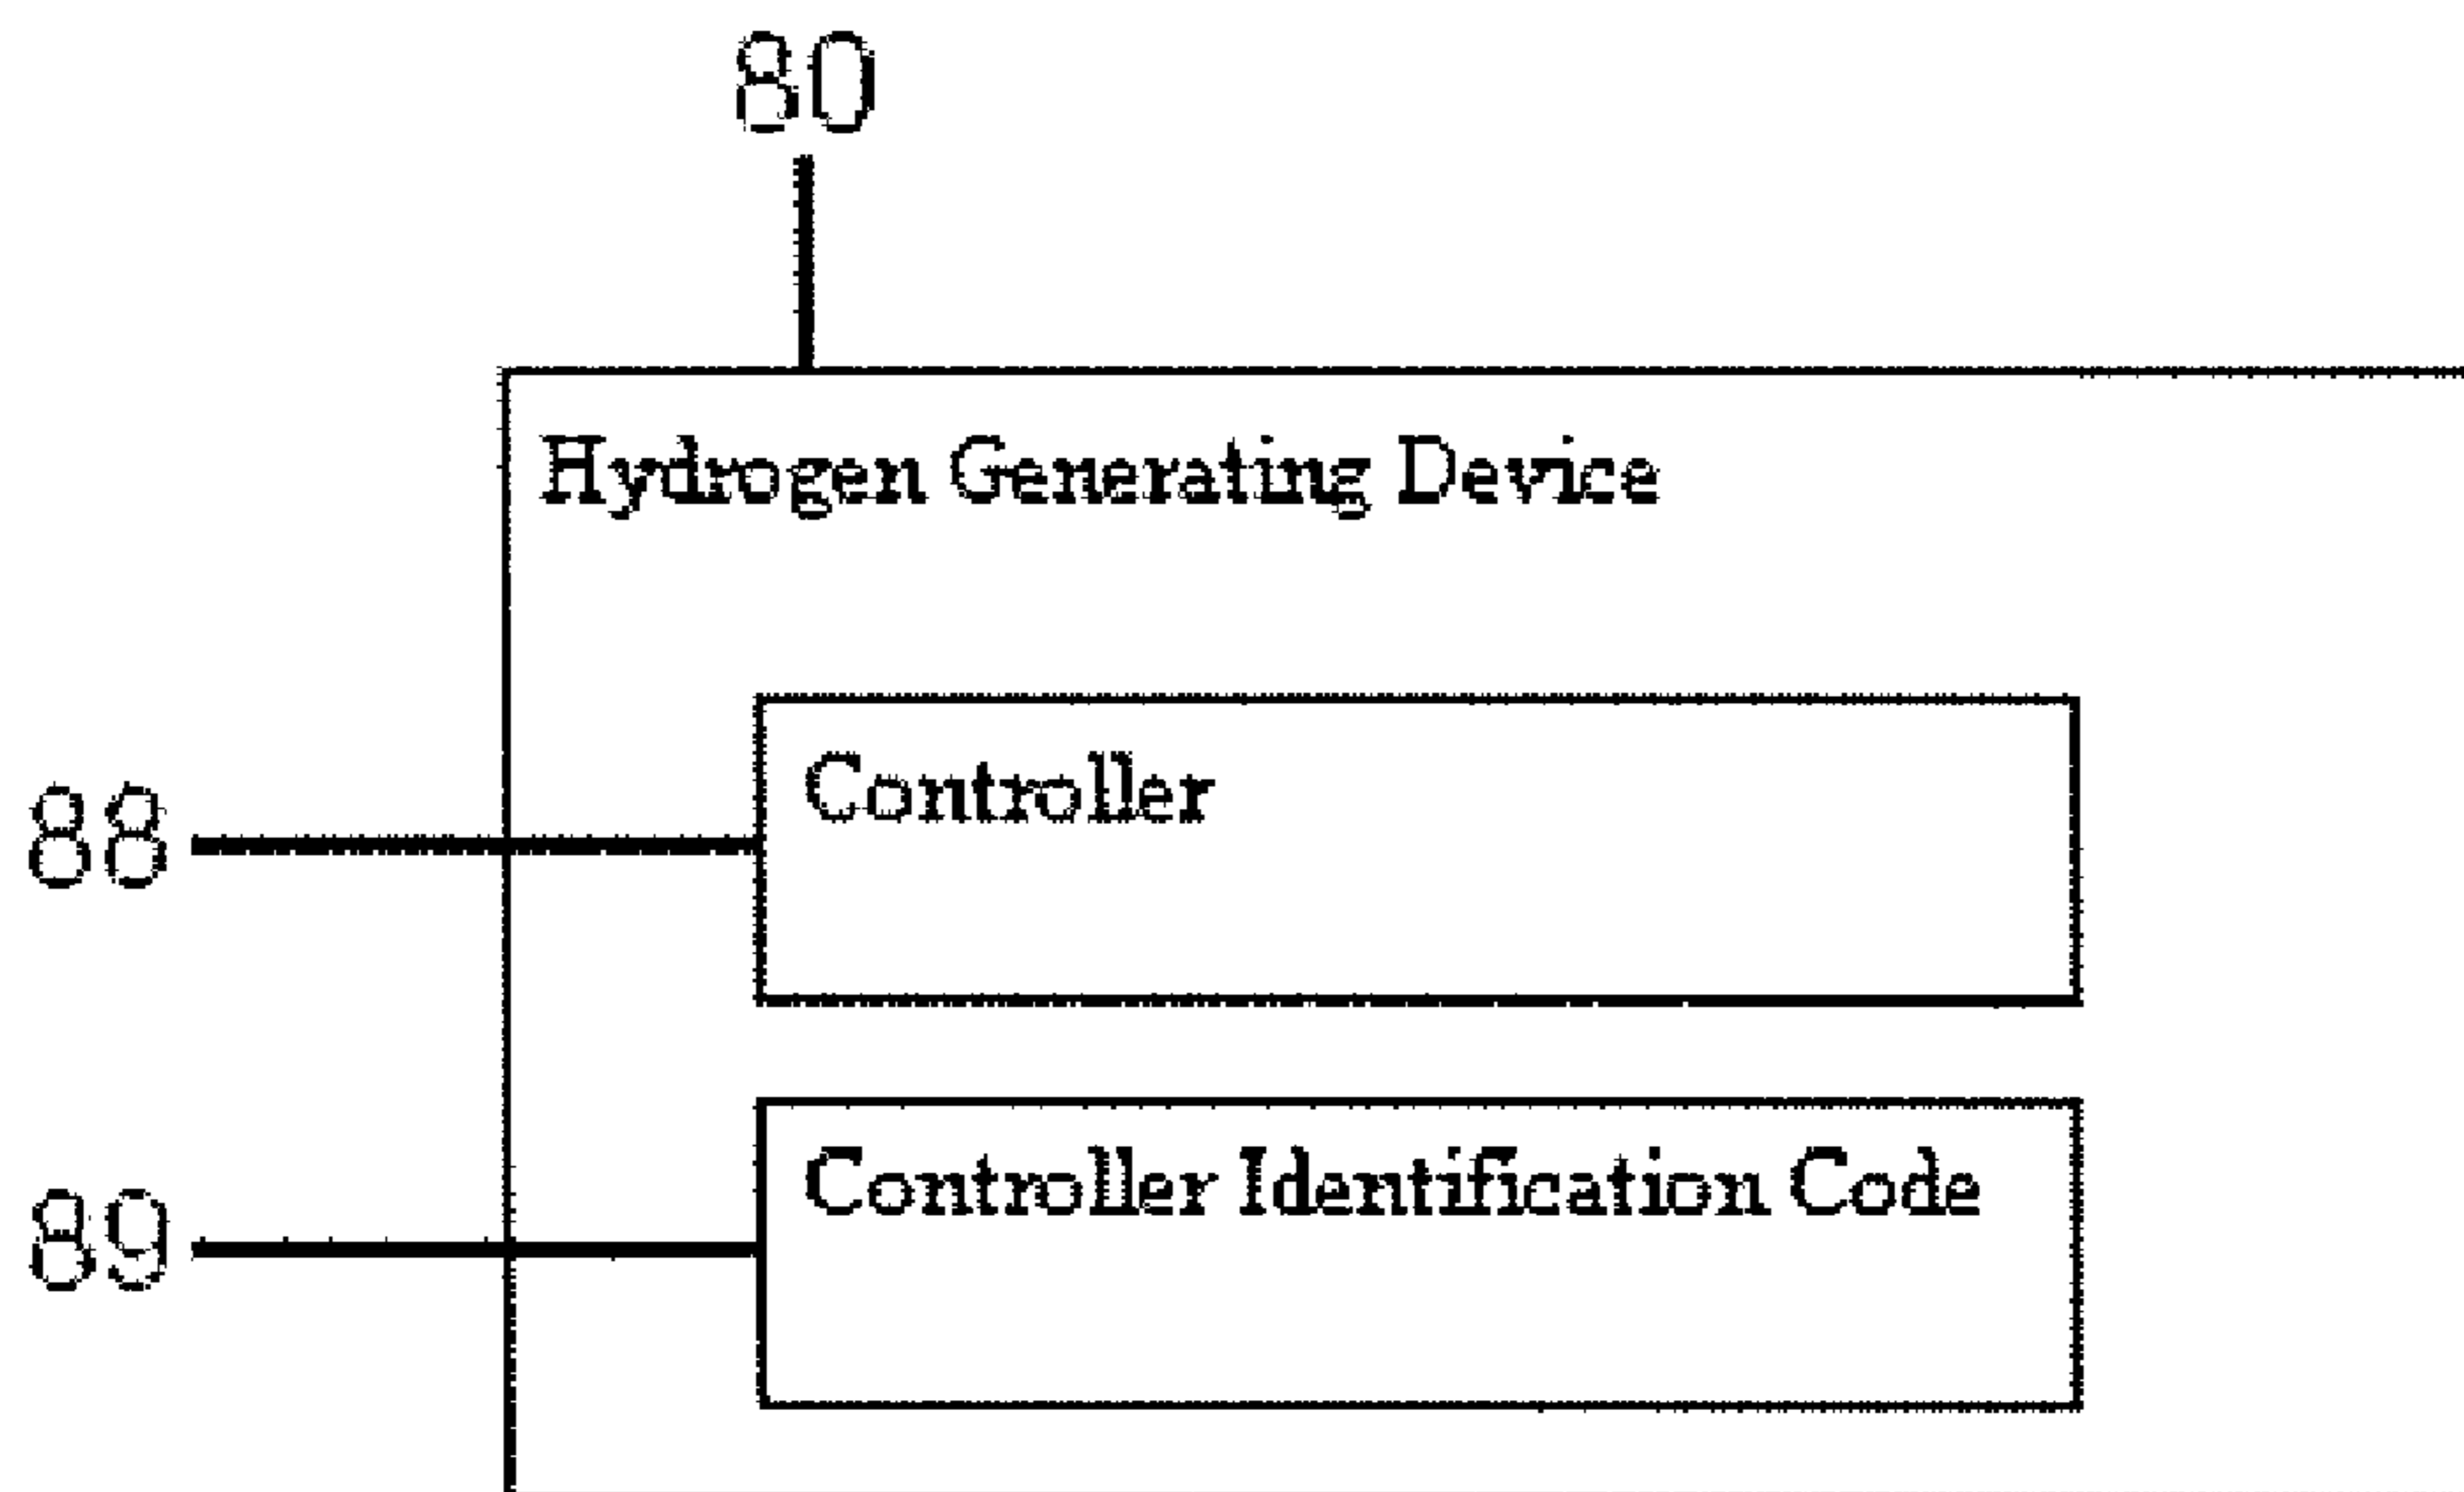 80
Hydrogen Generating Device
Controller
88
Controller Identification Code
89